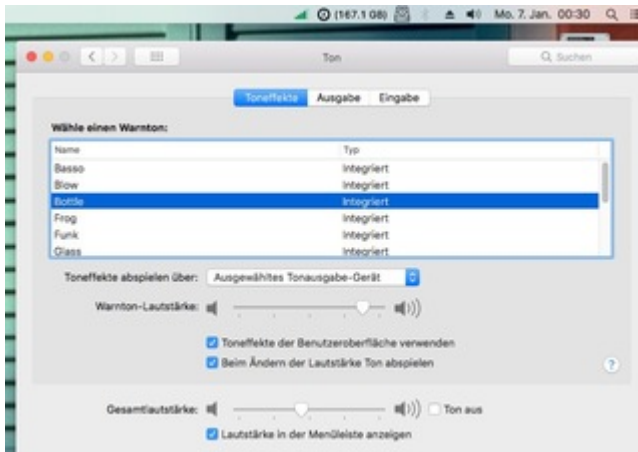 (167.1 GB) Mo. 7. Jan. 00:30
Ton
Suchen
Toneffekte Ausgabe Eingabe
Wähle einen Warnton:
Name Typ
Basso Integriert
Blow Integriert
Bottle Integriert
Frog Integriert
Funk Integriert
Glass Integriert
Toneffekte abspielen über: Ausgewähltes Tonausgabe-Gerät
Warnton-Lautstärke:
Toneffekte der Benutzeroberfläche verwenden
Beim Ändern der Lautstärke Ton abspielen
?
Gesamtlautstärke: Ton aus
Lautstärke in der Menüleiste anzeigen